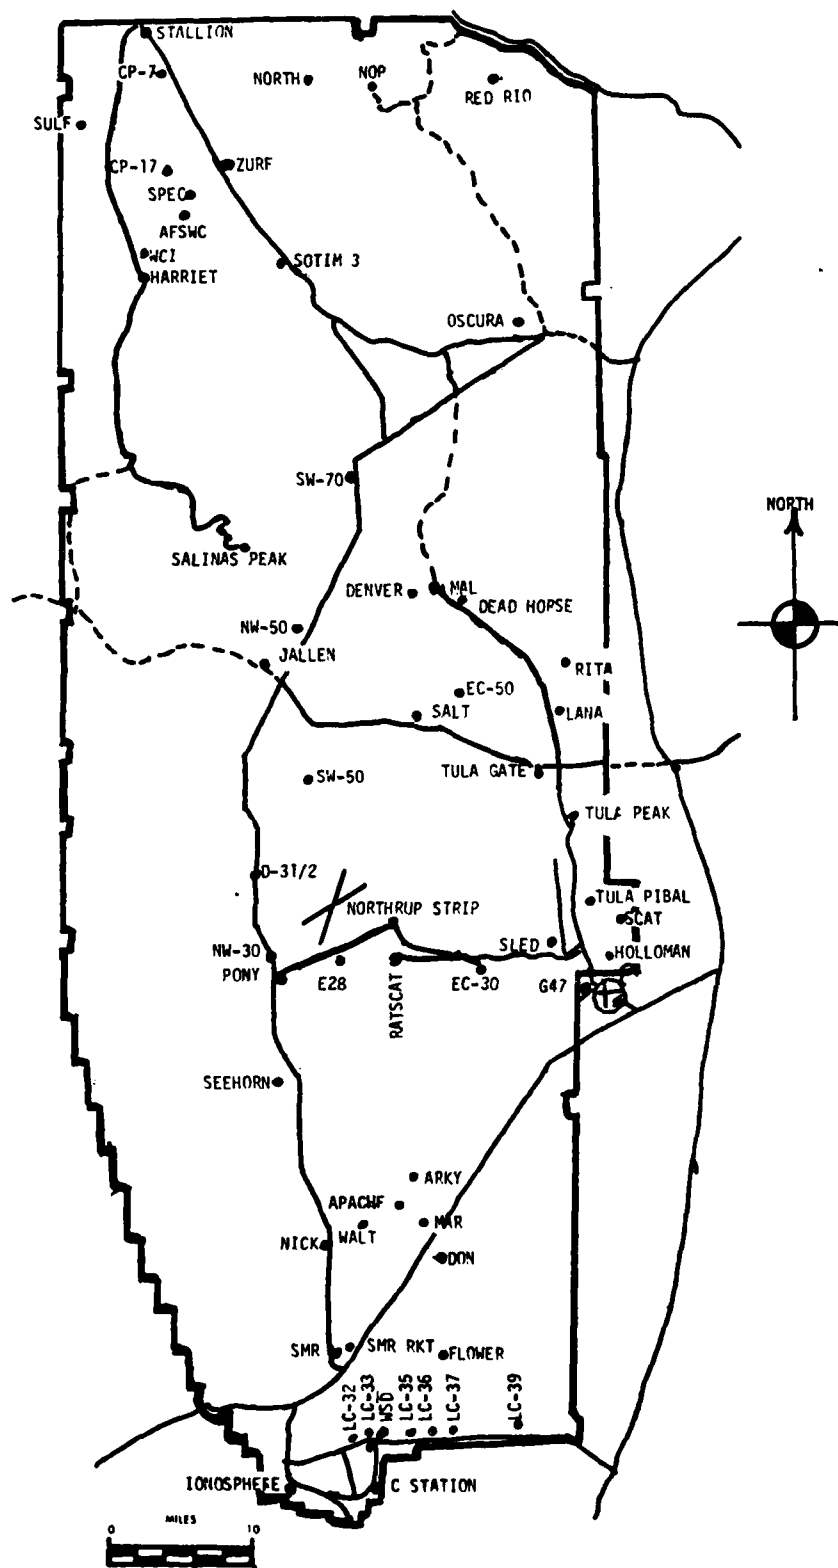 STALLION
CP-7
NORTH
NOP
RED RIO
SULF
CP-17
ZURF
SPEC
AFSWC
WCI
HARRIET
SOTIM 3
OSCURA
SW-70
NORTH
SALINAS PEAK
DENVER
MAL
DEAD HORSE
NW-50
JALLEN
RITA
EC-50
SALT
LANA
TULA GATE
SW-50
TULA PEAK
D-31/2
TULA PIBAL
NORTHRUP STRIP
SCAT
SLED
NW-30
HOLLOMAN
PONY
E28
RATSCAT
EC-30
G47
SEEHORN
ARKY
APACHE
MAR
WALT
NICK
DON
SMR
SMR RKT
FLOWER
LC-32
LC-33
WSD
LC-35
LC-36
LC-37
LC-39
IONOSPHERE
C STATION
MILES
0 10